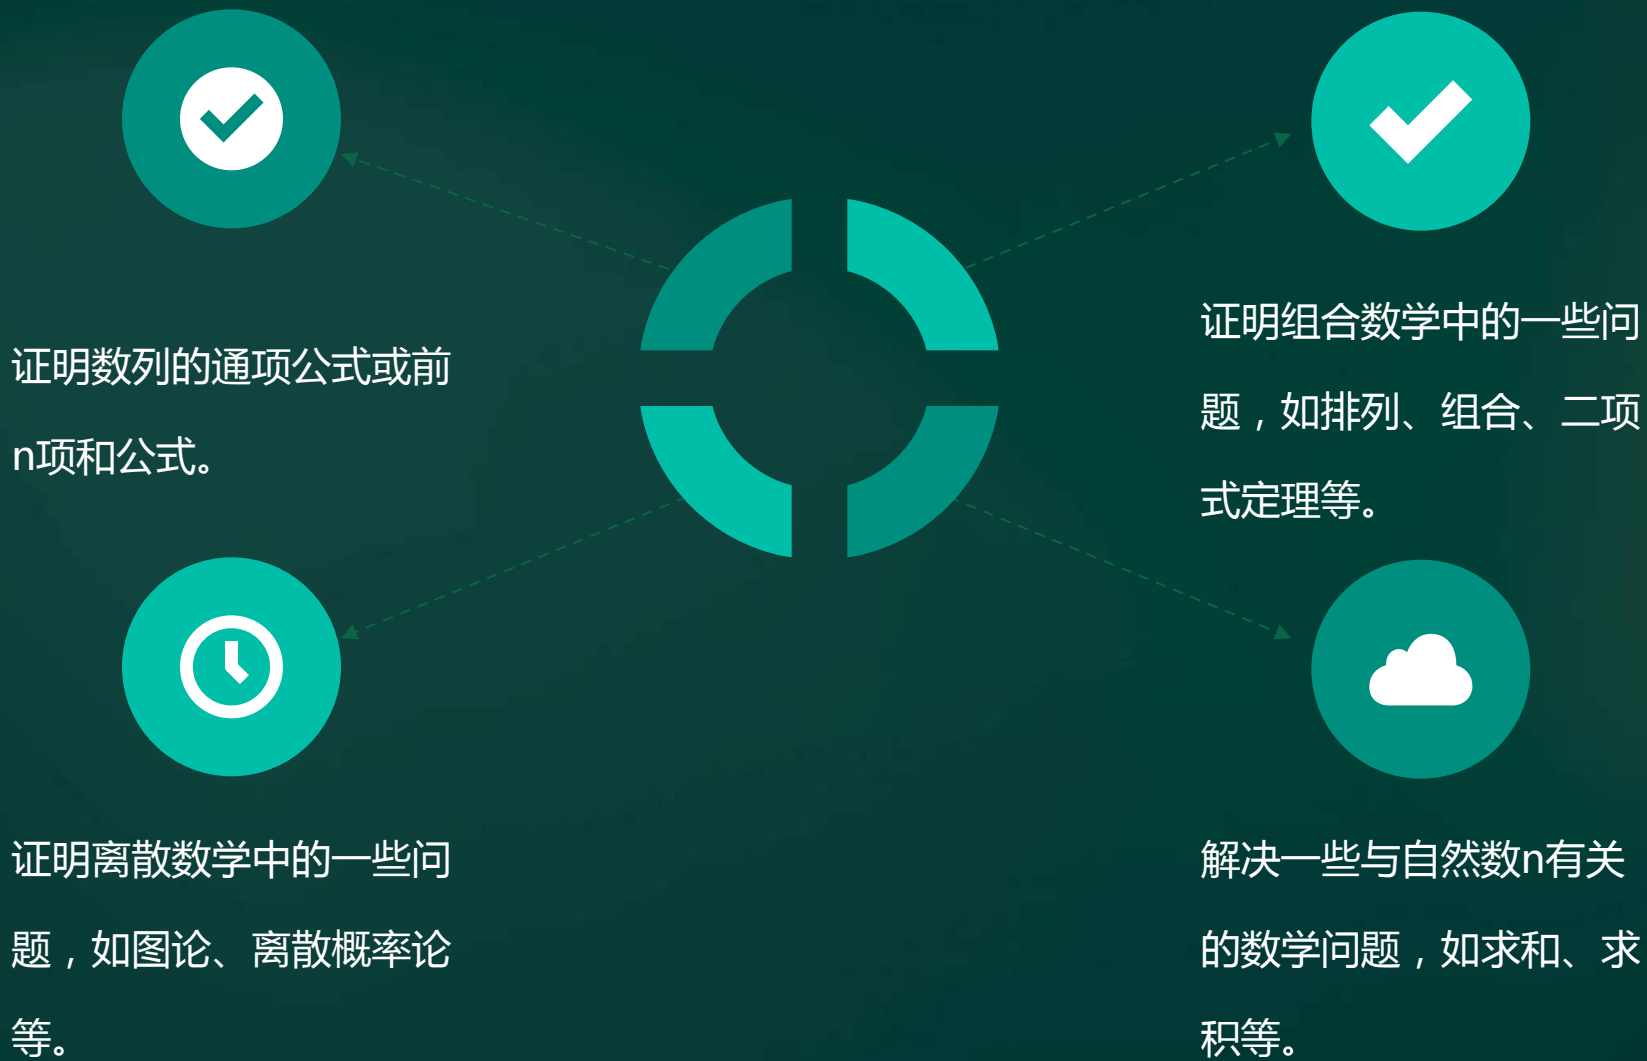 证明数列的通项公式或前
n项和公式。
证明组合数学中的一些问
题，如排列、组合、二项
式定理等。
证明离散数学中的一些问
题，如图论、离散概率论
等。
解决一些与自然数n有关
的数学问题，如求和、求
积等。